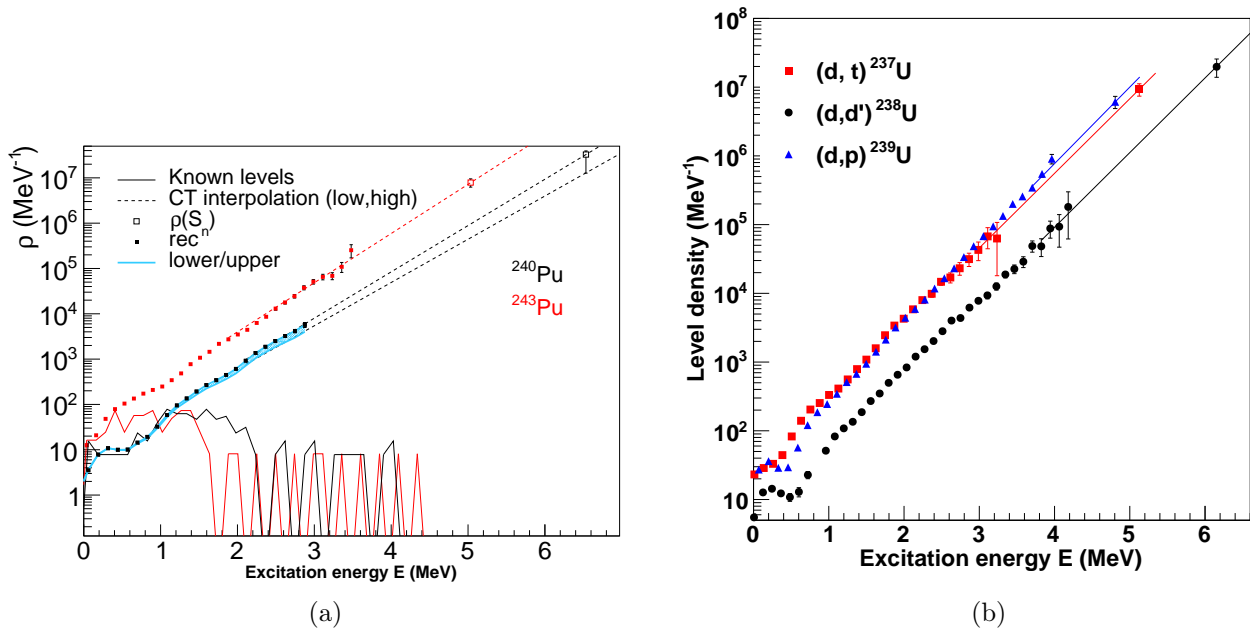 ρ (MeV⁻¹)
10⁷
10⁶
10⁵
10⁴
10³
10²
10
1
Known levels
CT interpolation (low,high)
ρ(Sₙ)
rec
lower/upper
²⁴⁰Pu
²⁴³Pu
0 1 2 3 4 5 6
Excitation energy E (MeV)
(a)
Level density (MeV⁻¹)
10⁸
10⁷
10⁶
10⁵
10⁴
10³
10²
10
(d, t) ²³⁷U
(d,d') ²³⁸U
(d,p) ²³⁹U
0 1 2 3 4 5 6
Excitation energy E (MeV)
(b)